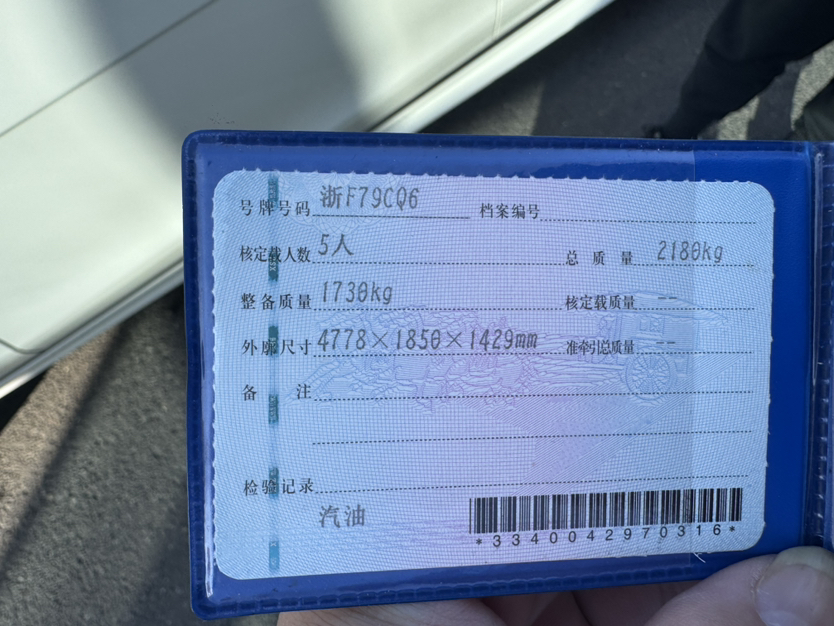 号牌号码 浙F79CQ6 档案编号
核定载人数 5人 总质量 2180kg
整备质量 1730kg 核定载质量 --
外廓尺寸 4778×1850×1429mm 准牵引总质量 --
备注
检验记录
汽油
*3340042970316*